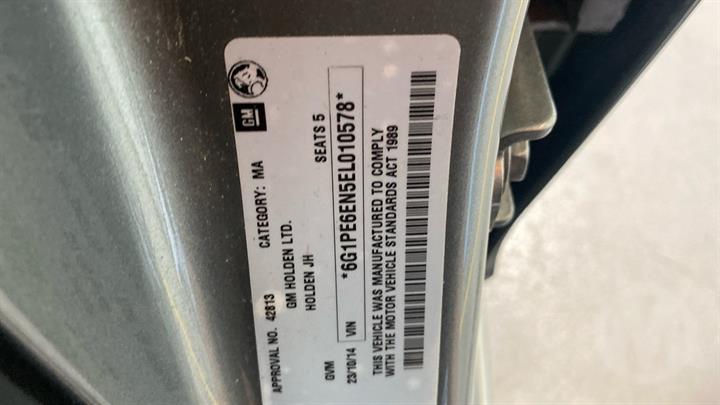 GM
APPROVAL NO. 42813 CATEGORY: MA
GM HOLDEN LTD.
HOLDEN JH
GVM SEATS 5
23/10/14 VIN *6G1PE6EN5EL010578*
THIS VEHICLE WAS MANUFACTURED TO COMPLY
WITH THE MOTOR VEHICLE STANDARDS ACT 1989